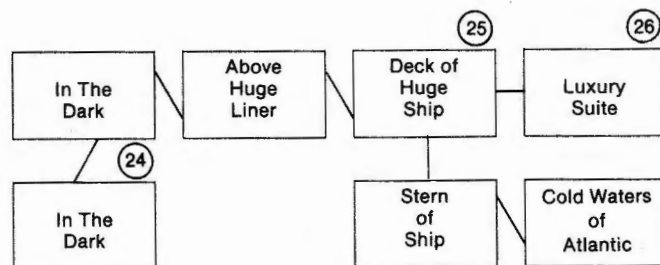 25
26
In The
Dark
Above
Huge
Liner
Deck of
Huge
Ship
Luxury
Suite
24
In The
Dark
Stern
of
Ship
Cold Waters
of
Atlantic